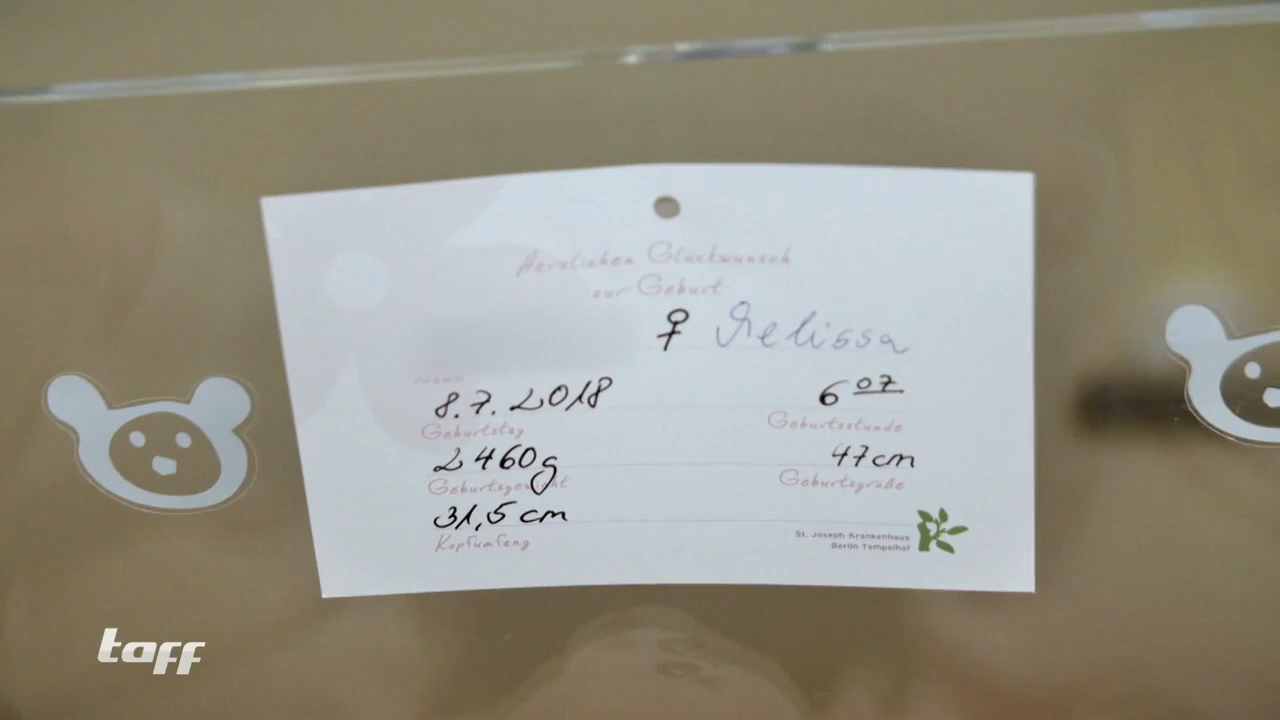 Herzlichen Glückwunsch
zur Geburt
♀ Melissa
Name
8.7.2018 6 07
Geburtstag Geburtsstunde
2460g 47cm
Geburtsgewicht Geburtsgröße
31,5 cm
Kopfumfang
St. Joseph Krankenhaus
Berlin Tempelhof
taff